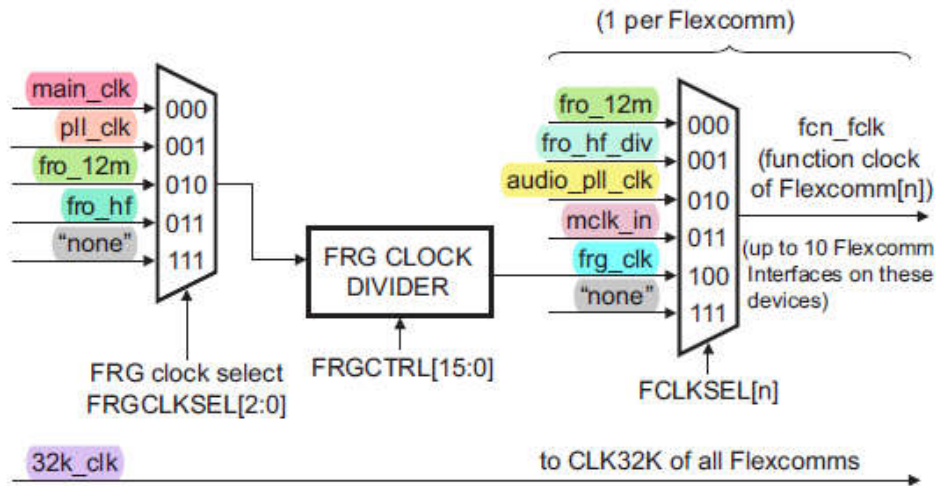 (1 per Flexcomm)
main_clk
000
pll_clk
001
fro_12m
010
fro_hf
011
“none”
111
FRG clock select
FRGCLKSEL[2:0]
FRG CLOCK
DIVIDER
FRGCTRL[15:0]
fro_12m
000
fro_hf_div
001
audio_pll_clk
010
mclk_in
011
frg_clk
100
“none”
111
FCLKSEL[n]
fcn_fclk
(function clock
of Flexcomm[n])
(up to 10 Flexcomm
Interfaces on these
devices)
32k_clk
to CLK32K of all Flexcomms